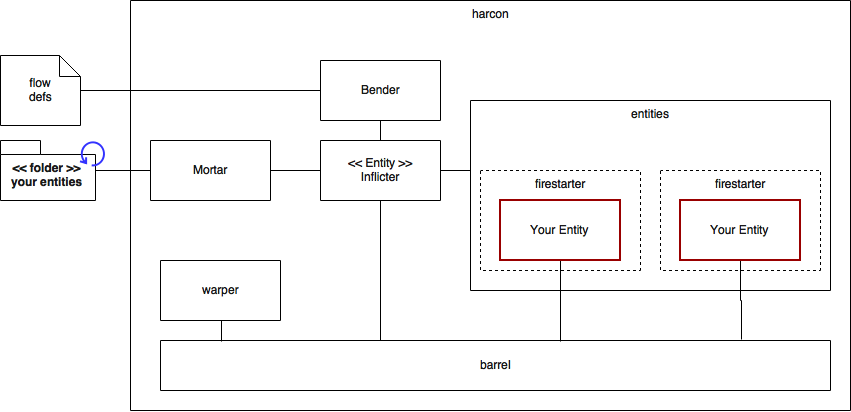 harcon
flow
defs
Bender
entities
<< folder >>
your entities
Mortar
<< Entity >>
Inflicter
firestarter
firestarter
Your Entity
Your Entity
warper
barrel